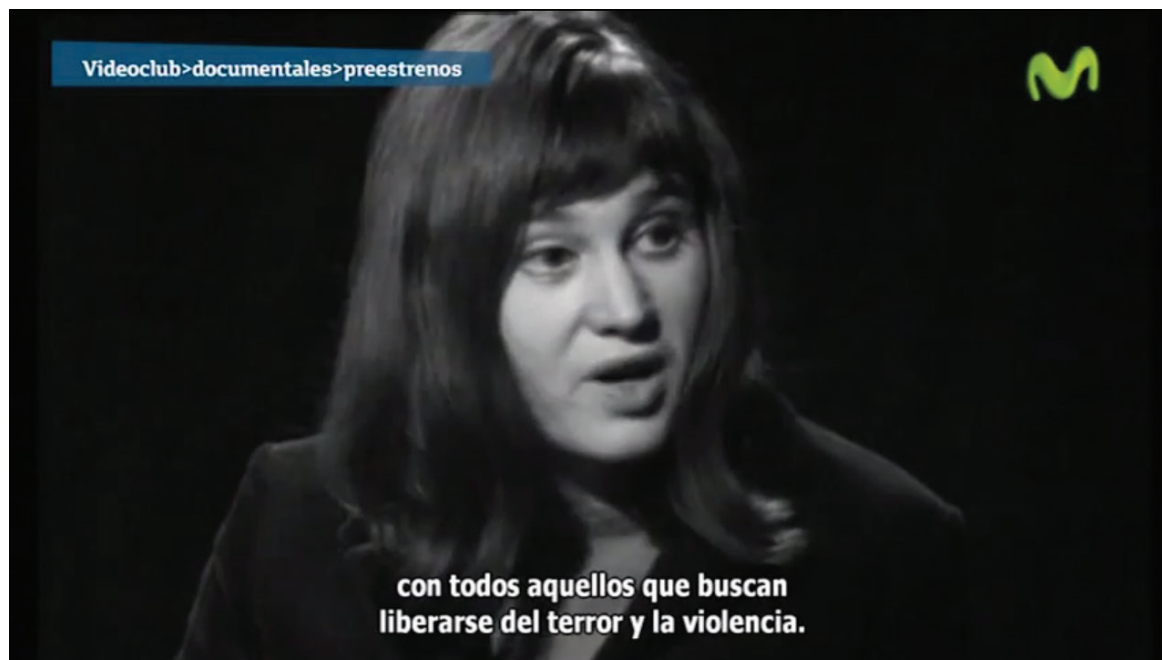 Videoclub>documentales>preestrenos
con todos aquellos que buscan
liberarse del terror y la violencia.